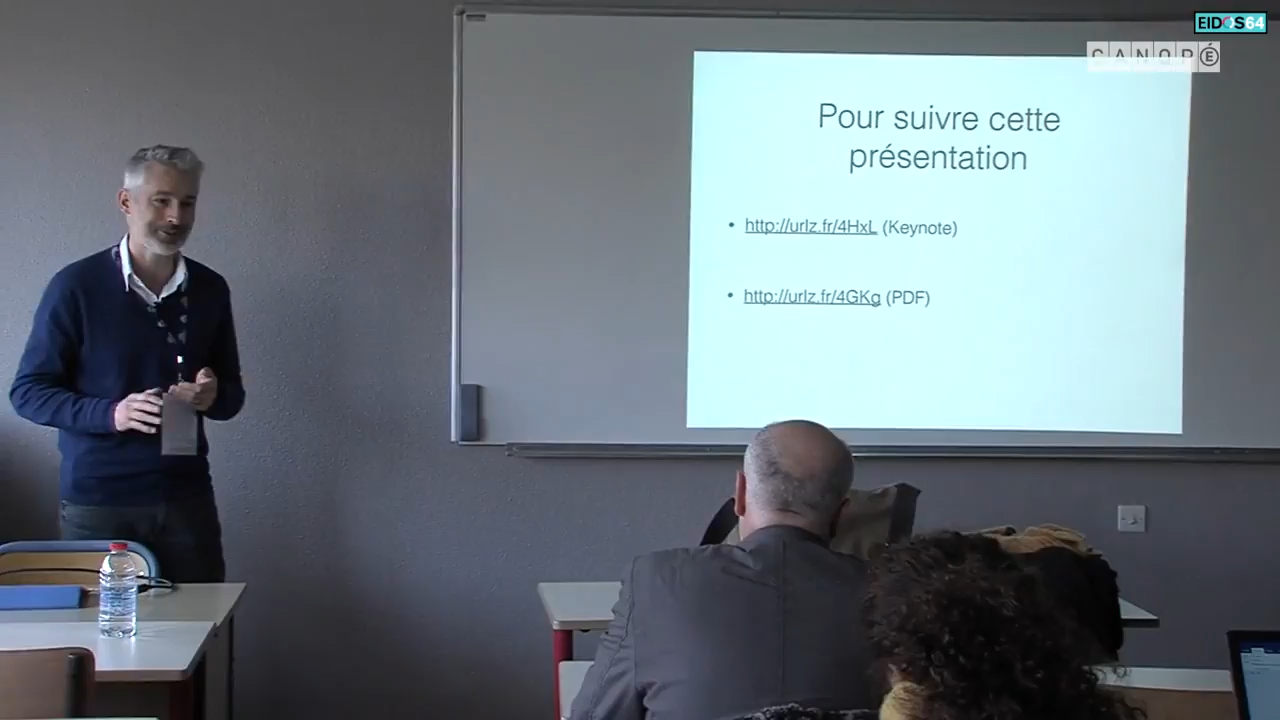 EIDOS64
CANOPÉ
Pour suivre cette
présentation
• http://urlz.fr/4HxL (Keynote)
• http://urlz.fr/4GKg (PDF)